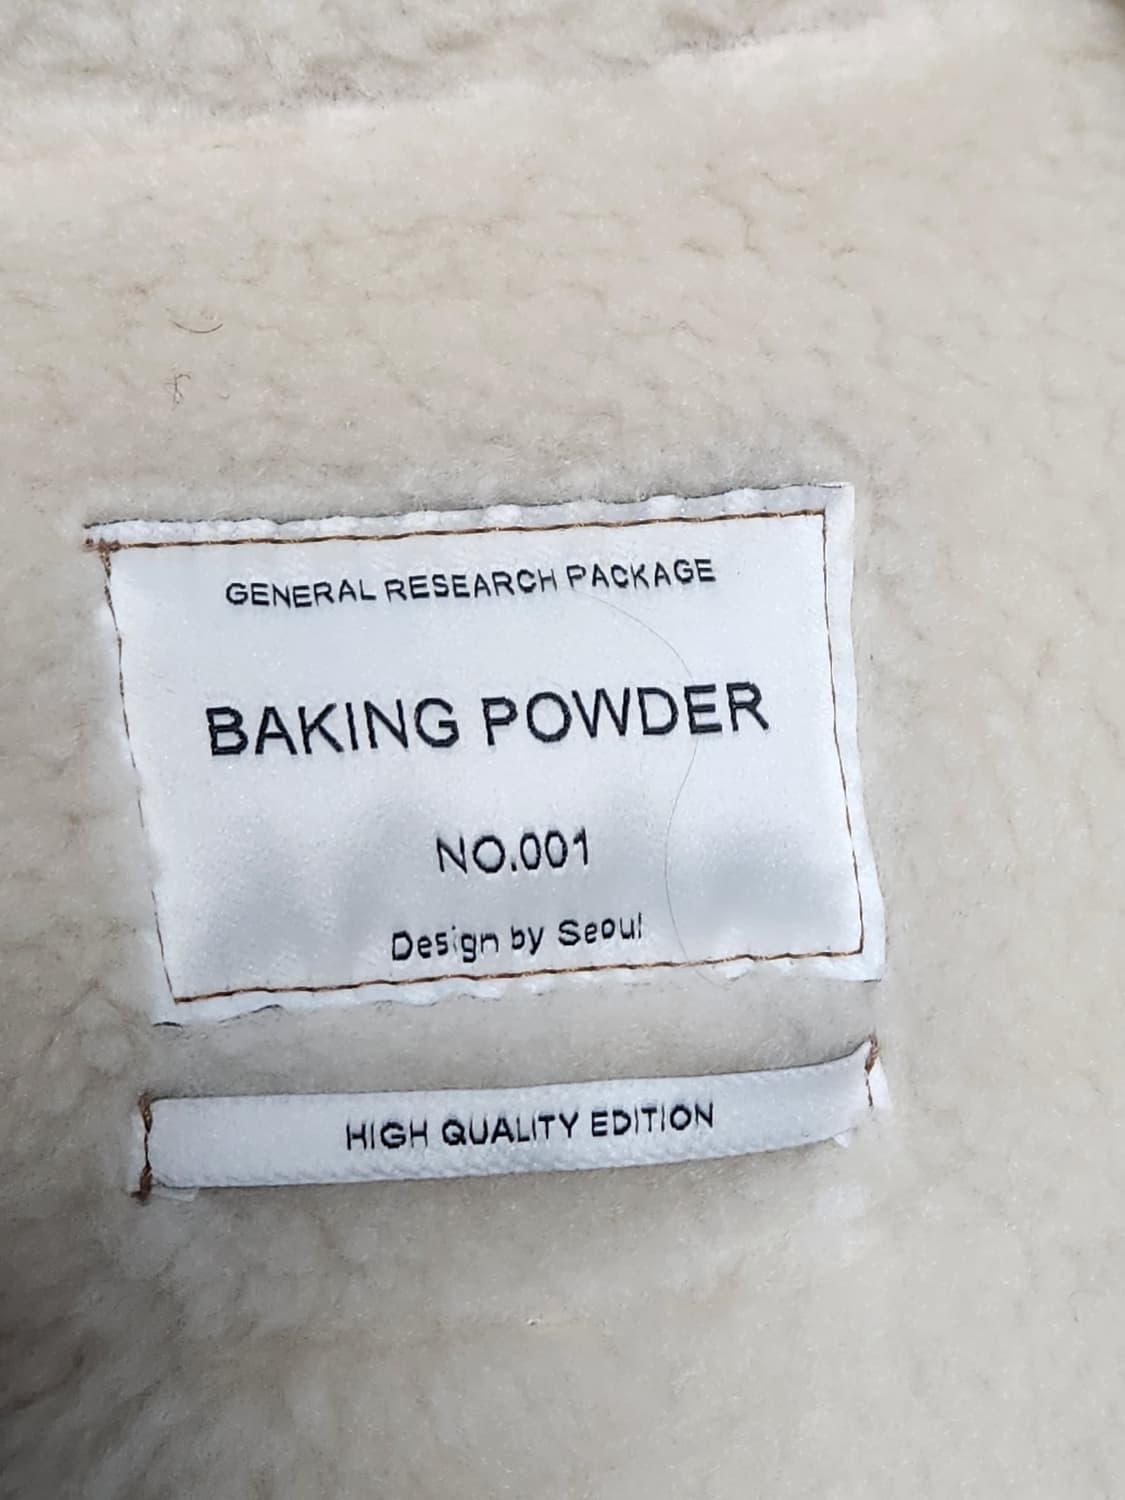 GENERAL RESEARCH PACKAGE
BAKING POWDER
NO.001
Design by Seoul
HIGH QUALITY EDITION